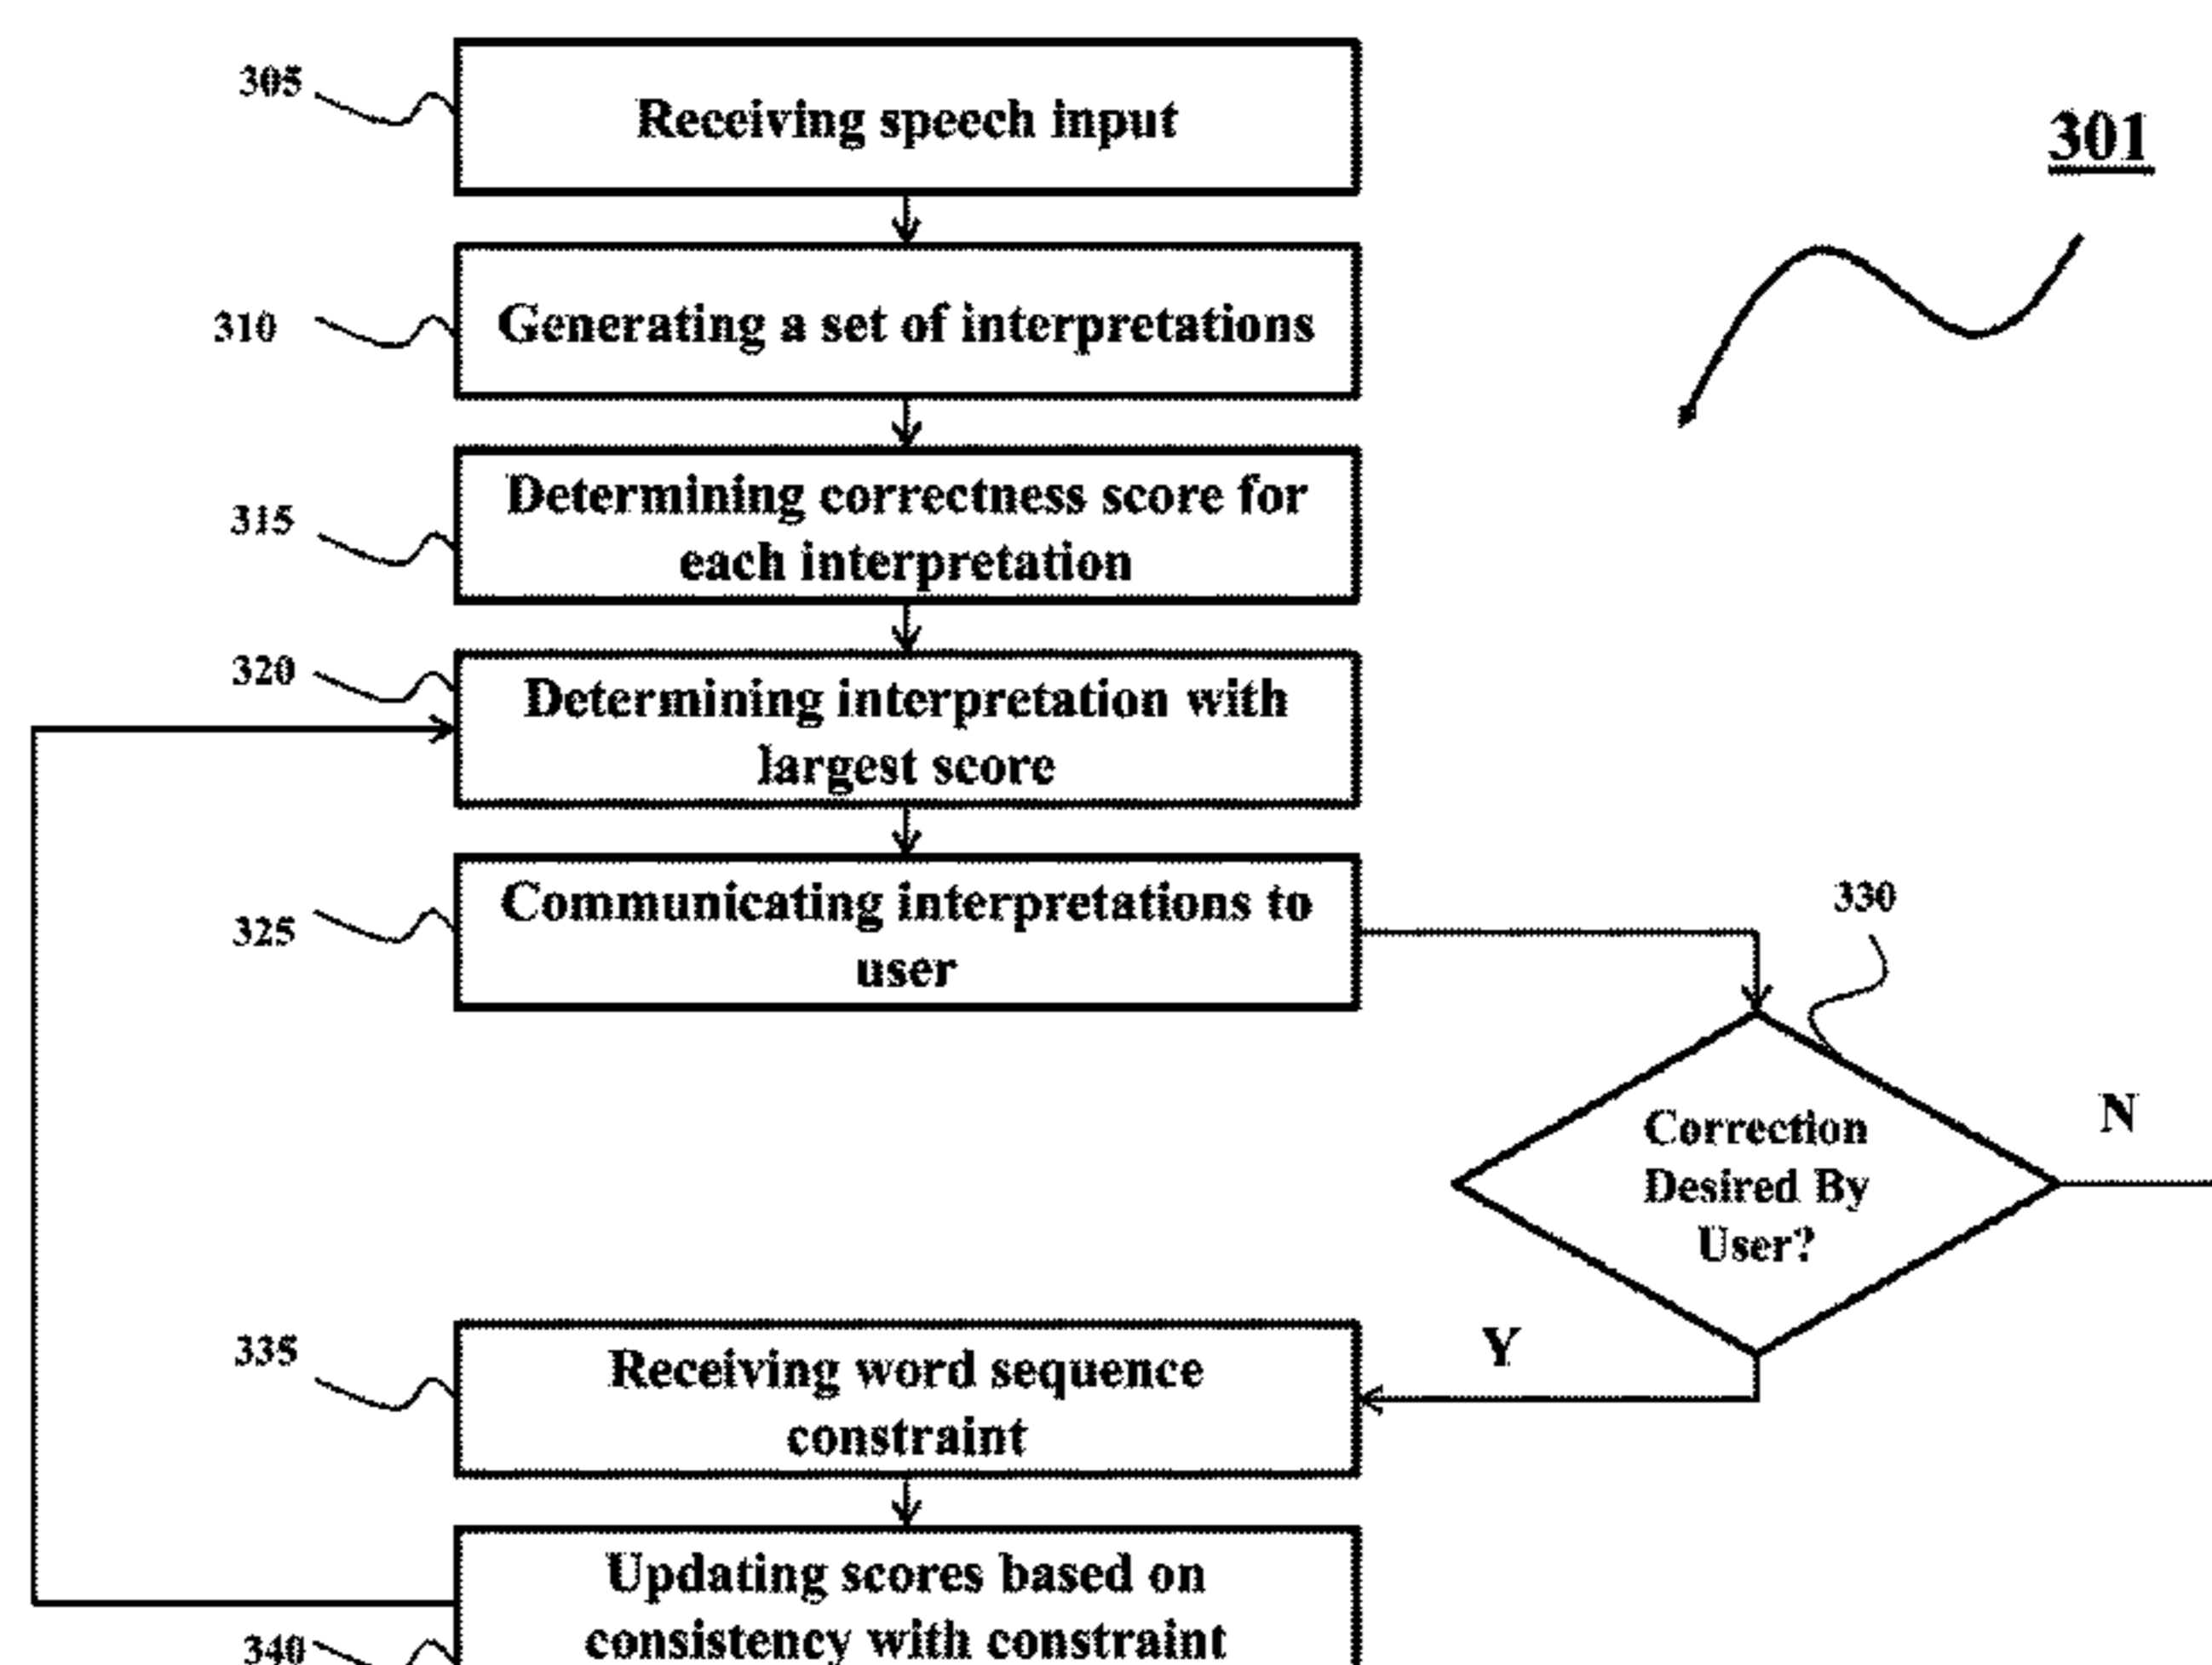 305
Receiving speech input
301
310
Generating a set of interpretations
315
Determining correctness score for
each interpretation
320
Determining interpretation with
largest score
325
Communicating interpretations to
user
330
Correction
Desired By
User?
N
Y
335
Receiving word sequence
constraint
Updating scores based on
consistency with constraint
340